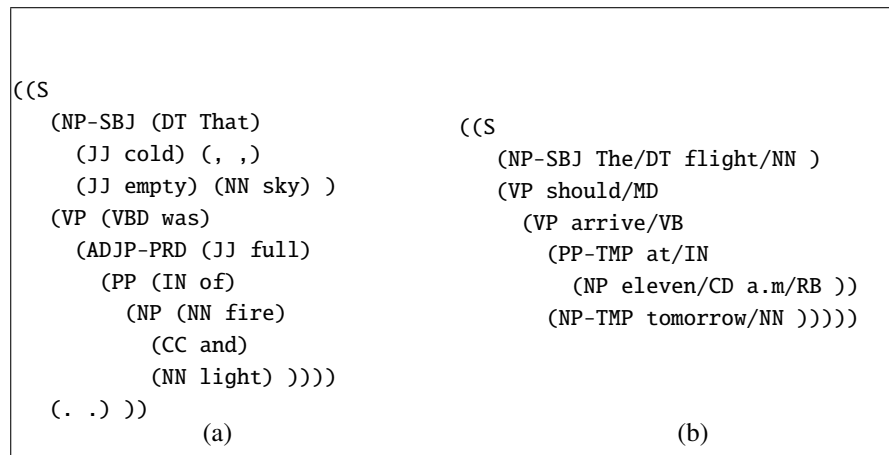 ((S
(NP-SBJ (DT That)
(JJ cold) (, ,)
(JJ empty) (NN sky) )
(VP (VBD was)
(ADJP-PRD (JJ full)
(PP (IN of)
(NP (NN fire)
(CC and)
(NN light) ))))
(. .) ))
(a)
((S
(NP-SBJ The/DT flight/NN )
(VP should/MD
(VP arrive/VB
(PP-TMP at/IN
(NP eleven/CD a.m/RB ))
(NP-TMP tomorrow/NN )))))
(b)